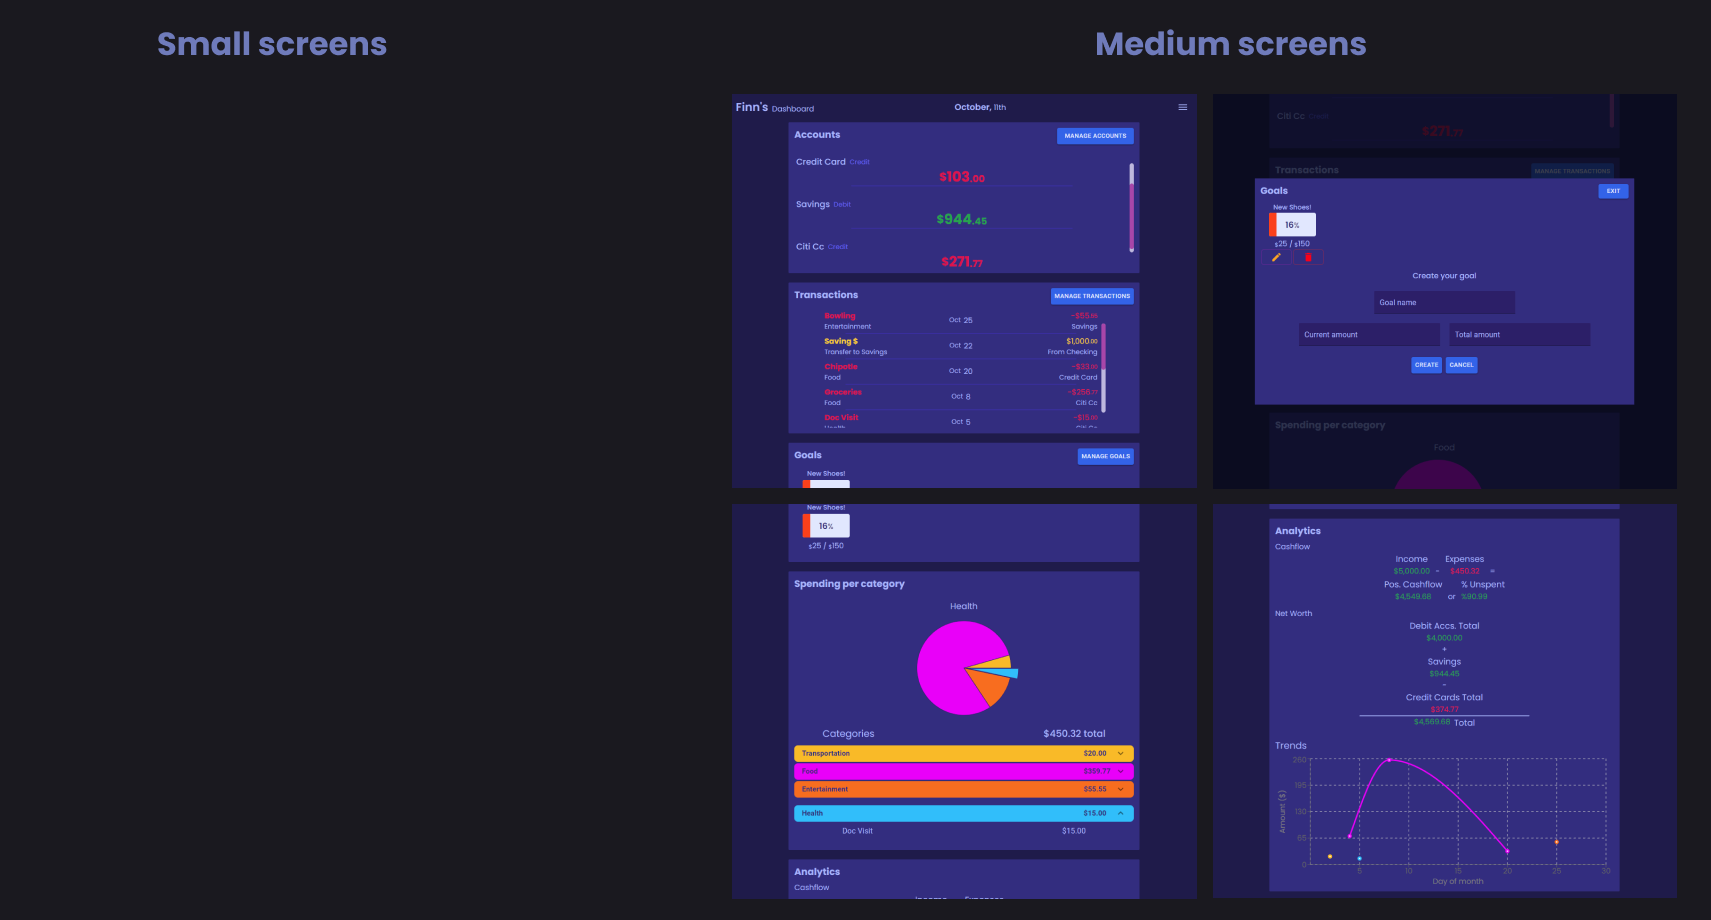 Small screens
Medium screens
Finn's Dashboard
October, 11th
Accounts
MANAGE ACCOUNTS
Credit Card Credit
$103.00
Savings Debit
$944.45
Citi Cc Credit
$271.77
Transactions
MANAGE TRANSACTIONS
Bowling Oct 25 -$55.55
Entertainment Savings
Saving $ Oct 22 $1,000.00
Transfer to Savings From Checking
Chipotle Oct 20
Food Credit Card
Groceries Oct 8
Food Citi Cc
Doc Visit Oct 5 -$15.00
Health Citi Cc
Goals
MANAGE GOALS
New Shoes!
Citi Cc Credit
$271.77
Transactions
MANAGE TRANSACTIONS
Goals
EXIT
New Shoes!
16%
$25 / $150
Create your goal
Goal name
Current amount
Total amount
CREATE
CANCEL
Spending per category
Food
New Shoes!
16%
$25 / $150
Spending per category
Health
Categories $450.32 total
Transportation $20.00
Food $359.77
Entertainment $55.55
Health $15.00
Doc Visit $15.00
Analytics
Cashflow
Income Expenses
Analytics
Cashflow
Income Expenses
$5,000.00 - $450.32 =
Pos. Cashflow % Unspent
$4,549.68 or %90.99
Net Worth
Debit Accs. Total
$4,000.00
+
Savings
$944.45
-
Credit Cards Total
$374.77
$4,569.68 Total
Trends
260
195
130
65
0
Amount ($)
5 10 15 20 25 30
Day of month